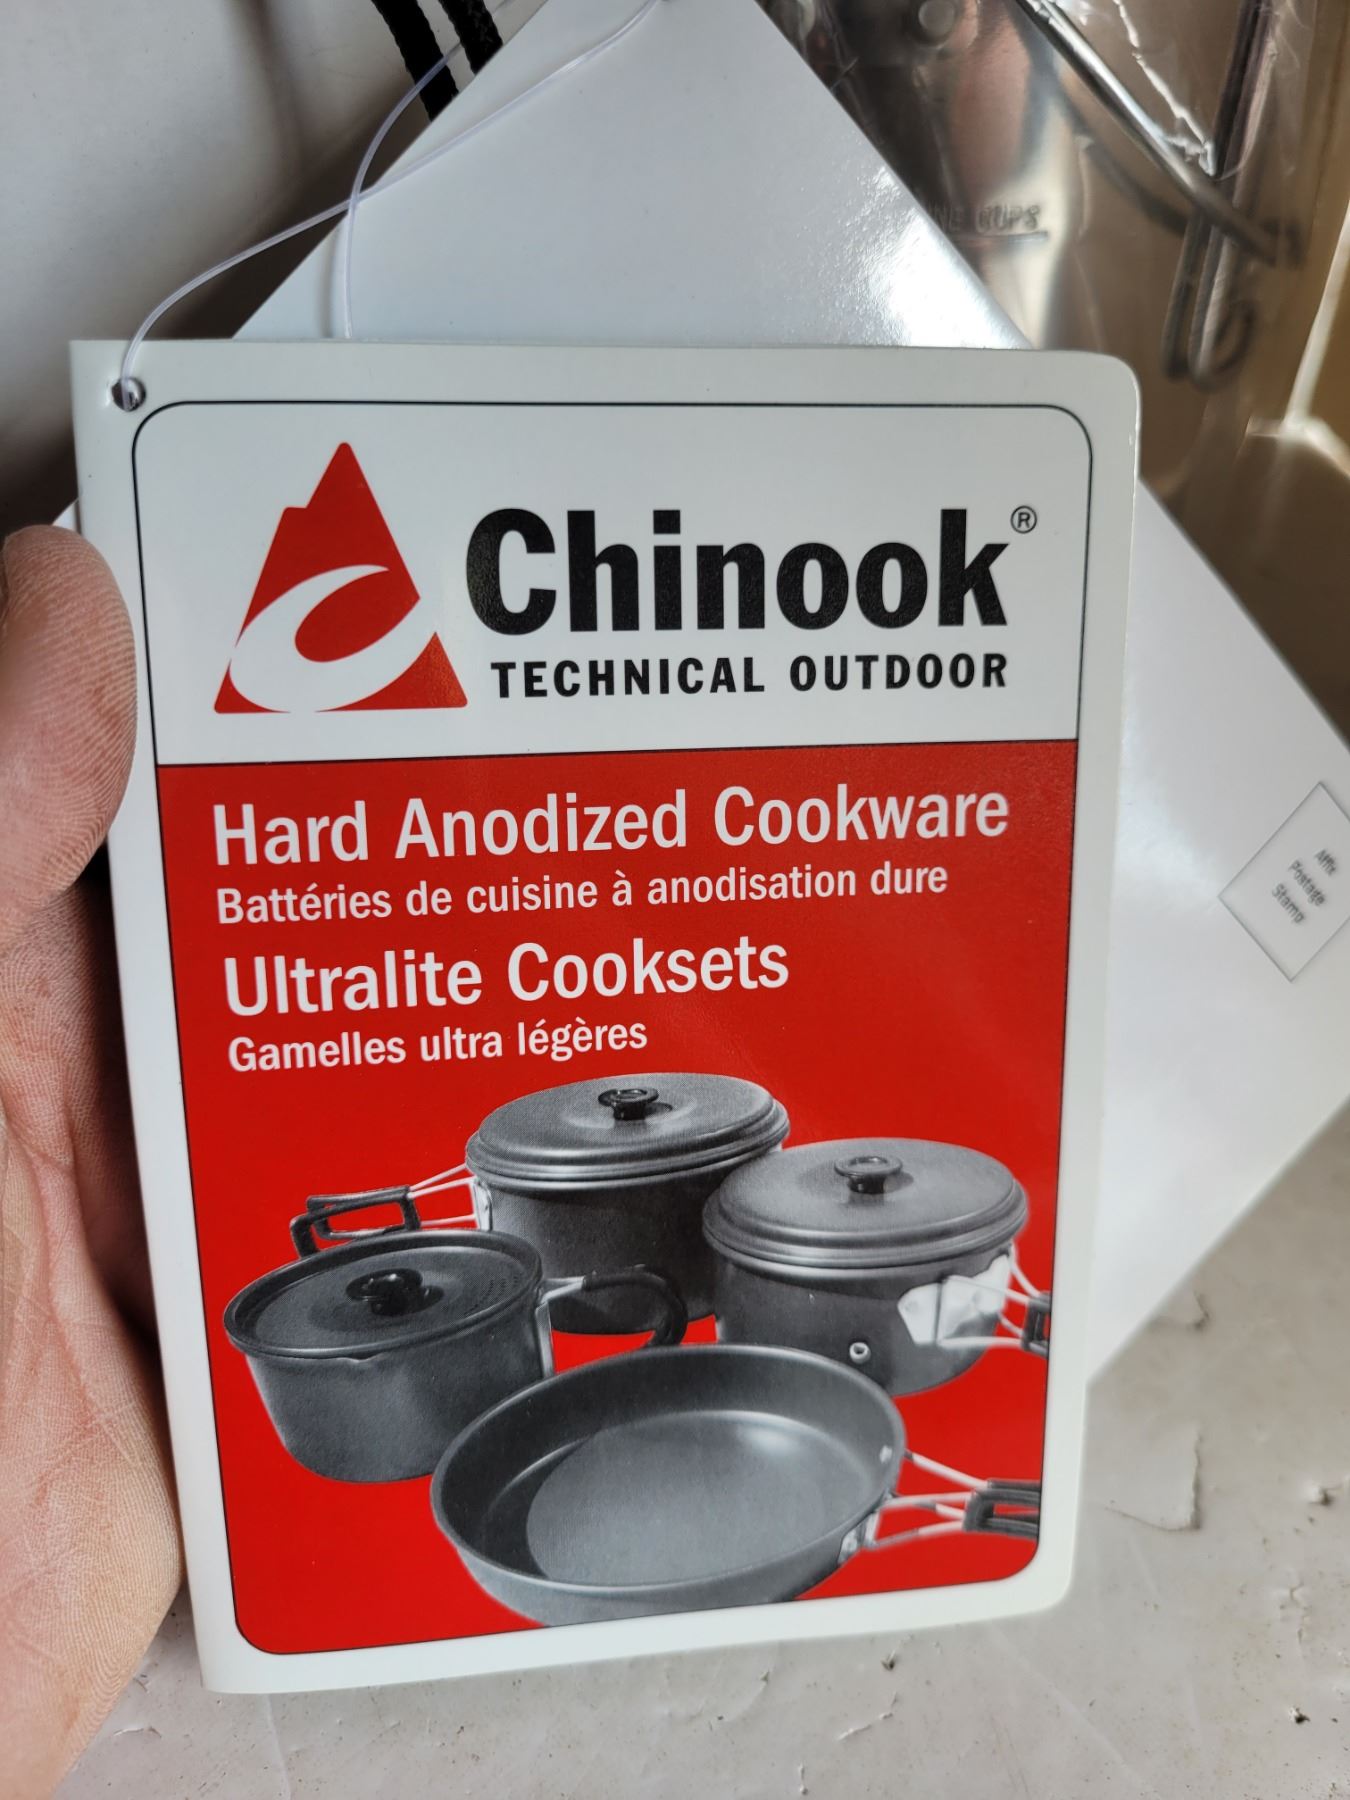 CUPS
Chinook®
TECHNICAL OUTDOOR
Hard Anodized Cookware
Battéries de cuisine à anodisation dure
Ultralite Cooksets
Gamelles ultra légères
Affix
Postage
Stamp